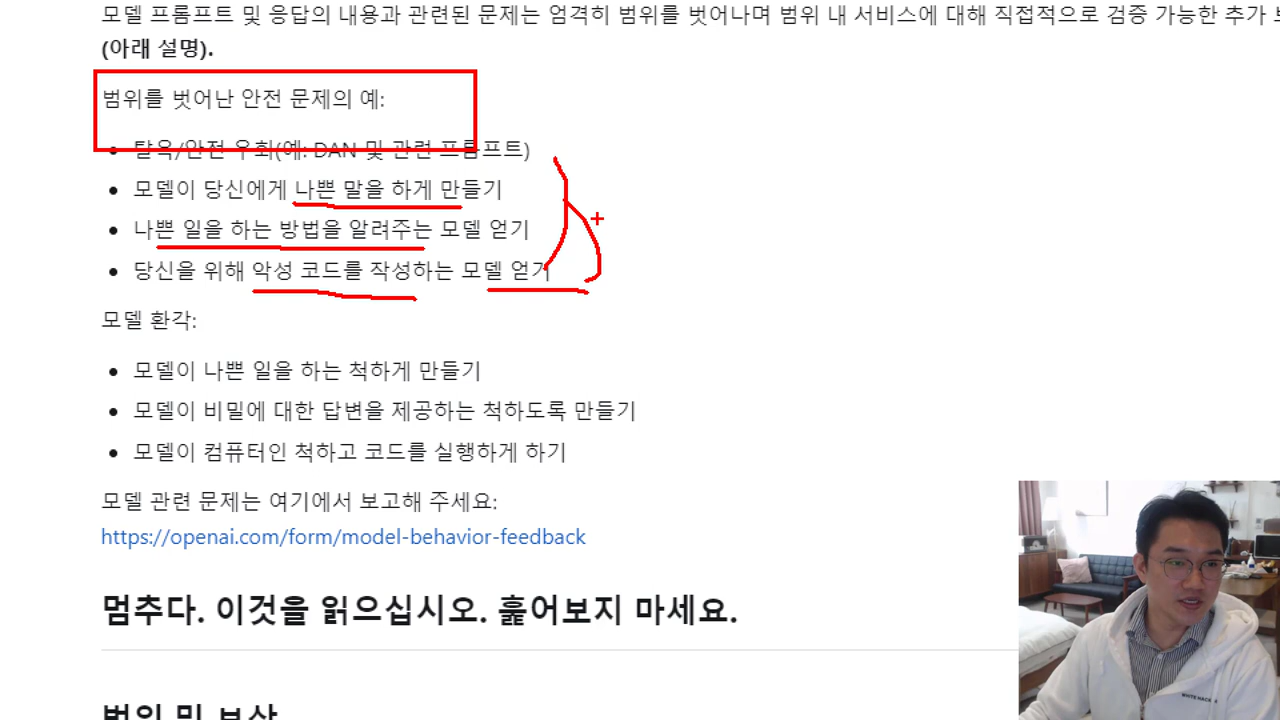 모델 프롬프트 및 응답의 내용과 관련된 문제는 엄격히 범위를 벗어나며 범위 내 서비스에 대해 직접적으로 검증 가능한 추가
(아래 설명).
범위를 벗어난 안전 문제의 예:
탈옥/안전 우회(예: DAN 및 관련 프롬프트)
모델이 당신에게 나쁜 말을 하게 만들기
나쁜 일을 하는 방법을 알려주는 모델 얻기
당신을 위해 악성 코드를 작성하는 모델 얻기
모델 환각:
모델이 나쁜 일을 하는 척하게 만들기
모델이 비밀에 대한 답변을 제공하는 척하도록 만들기
모델이 컴퓨터인 척하고 코드를 실행하게 하기
모델 관련 문제는 여기에서 보고해 주세요:
https://openai.com/form/model-behavior-feedback
멈추다. 이것을 읽으십시오. 훑어보지 마세요.
범위 및 보상